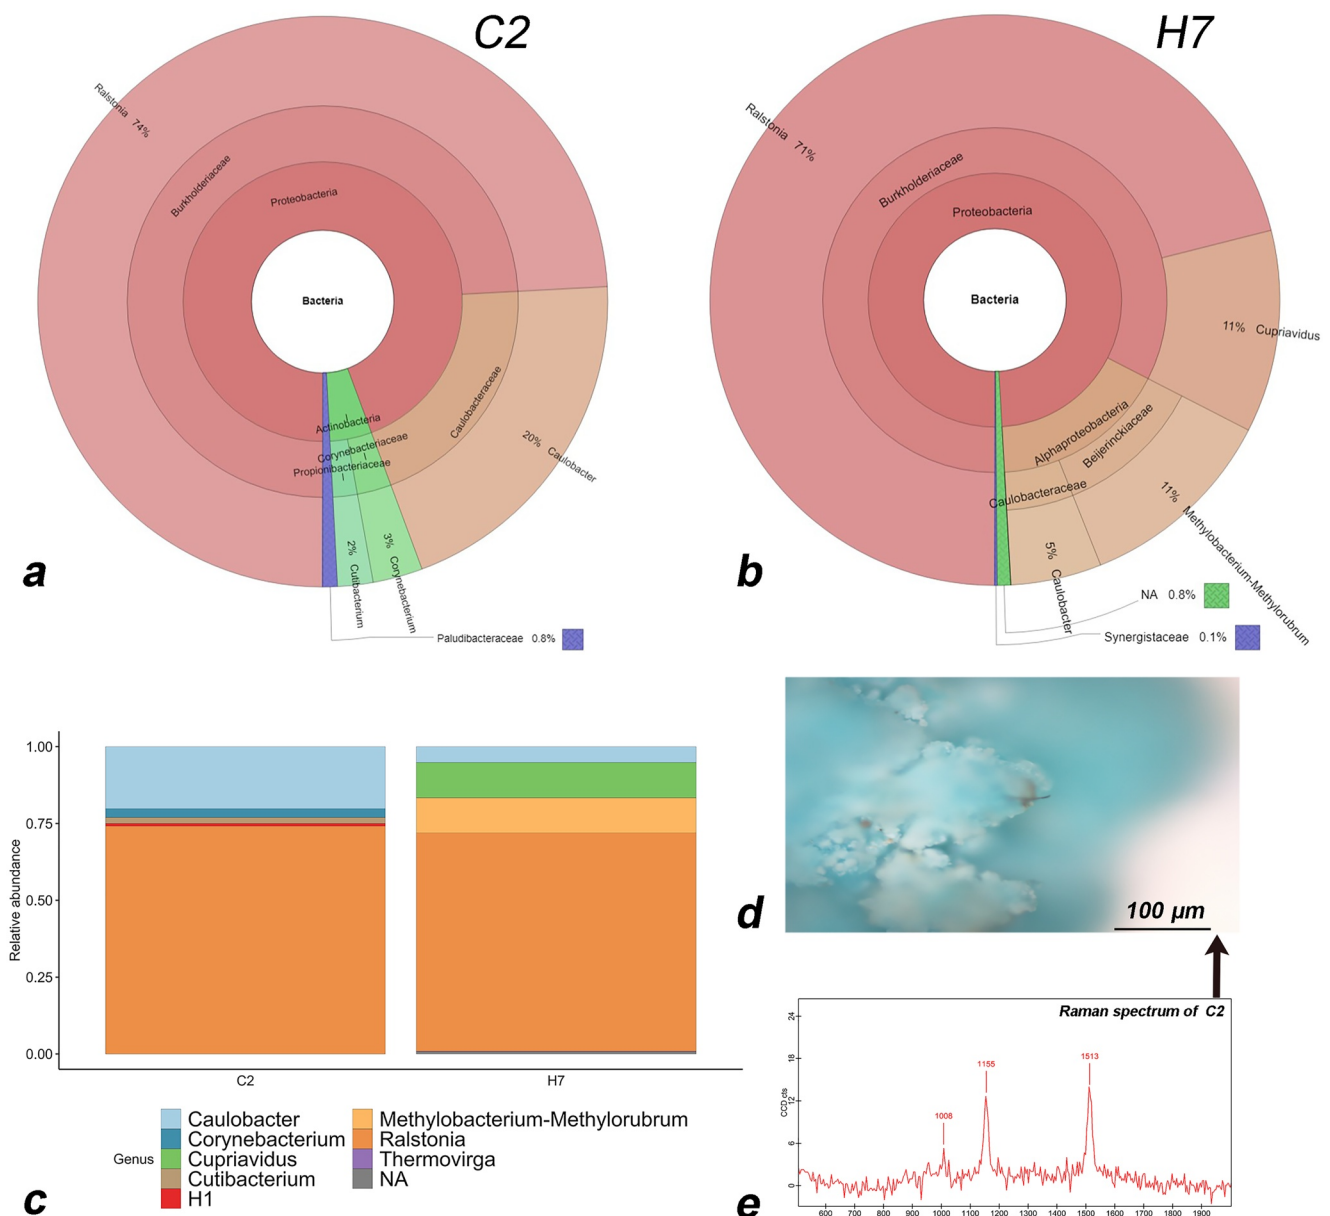 C2
Ralstonia 74%
Burkholderiaceae
Proteobacteria
Bacteria
Actinobacteria
Corynebacteriaceae
Propionibacteriaceae
Caulobacteraceae
20% Caulobacter
2% Cutibacterium
3% Corynebacterium
Paludibacteraceae 0.8%
a
H7
Ralstonia 71%
Burkholderiaceae
Proteobacteria
Bacteria
11% Cupriavidus
Alphaproteobacteria
Beijerinckiaceae
Caulobacteraceae
11% Methylobacterium-Methylorubrum
5% Caulobacter
NA 0.8%
Synergistaceae 0.1%
b
Relative abundance
1.00
0.75
0.50
0.25
0.00
C2
H7
Genus
Caulobacter
Corynebacterium
Cupriavidus
Cutibacterium
H1
Methylobacterium-Methylorubrum
Ralstonia
Thermovirga
NA
c
100 µm
d
Raman spectrum of C2
CCD cts
24
18
12
6
0
1008
1155
1513
600 700 800 900 1000 1100 1200 1300 1400 1500 1600 1700 1800 1900
e